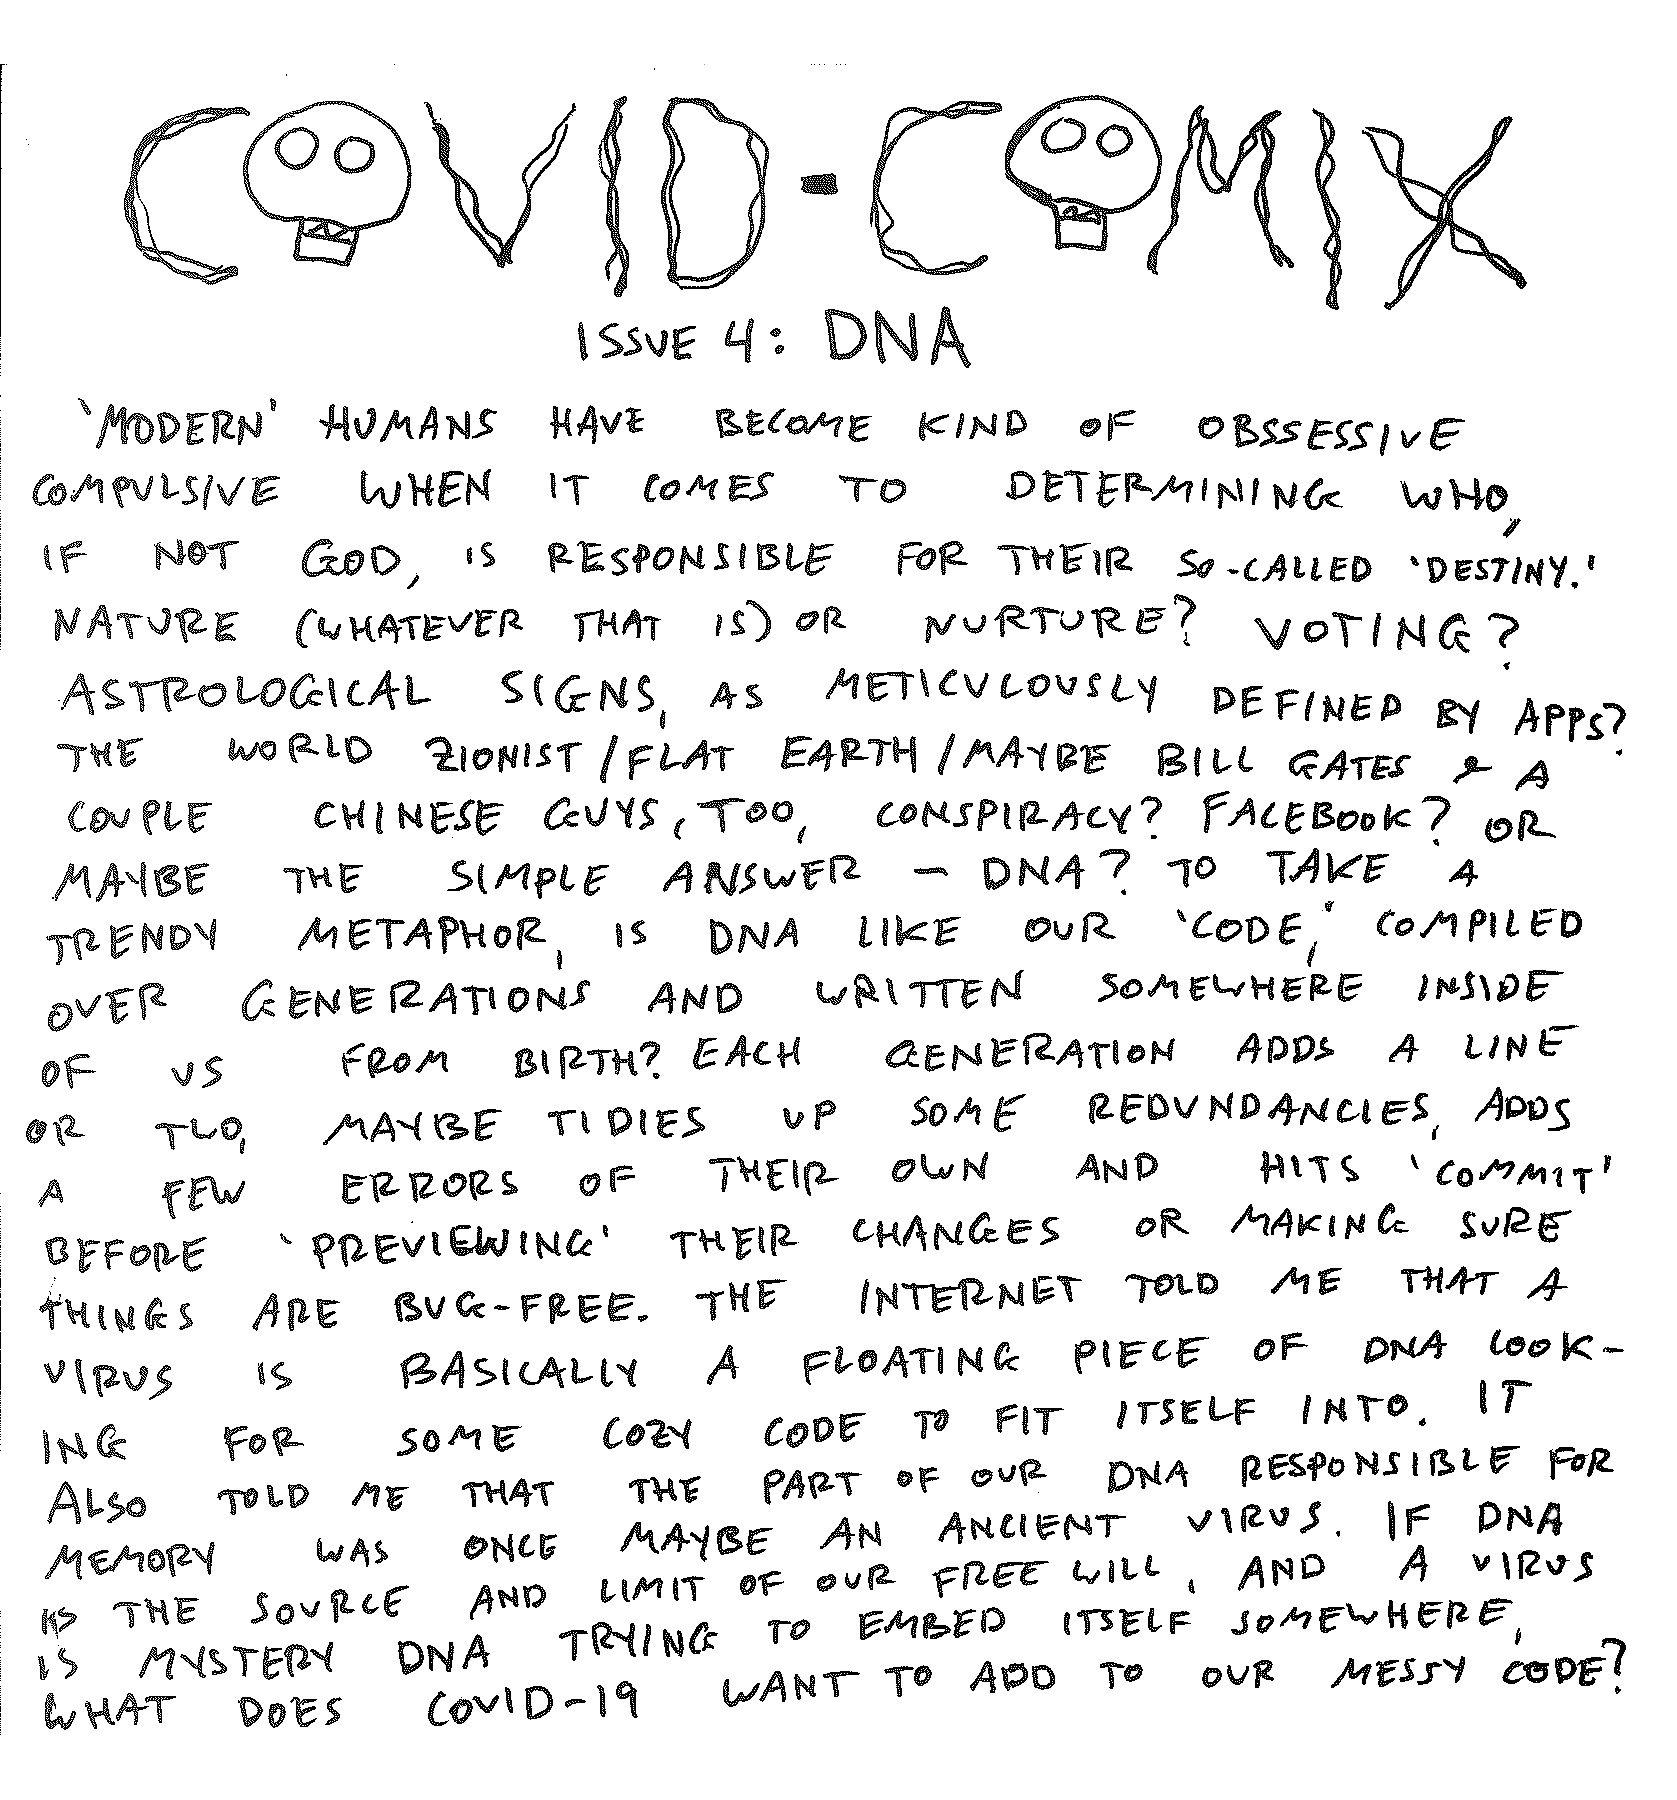 COVID-COMIX
ISSUE 4: DNA
'MODERN' HUMANS HAVE BECOME KIND OF OBSSESSIVE
COMPULSIVE WHEN IT COMES TO DETERMINING WHO,
IF NOT GOD, IS RESPONSIBLE FOR THEIR SO-CALLED 'DESTINY.'
NATURE (WHATEVER THAT IS) OR NURTURE? VOTING?
ASTROLOGICAL SIGNS, AS METICULOUSLY DEFINED BY APPS?
THE WORLD ZIONIST/FLAT EARTH/MAYBE BILL GATES & A
COUPLE CHINESE GUYS, TOO, CONSPIRACY? FACEBOOK? OR
MAYBE THE SIMPLE ANSWER - DNA? TO TAKE A
TRENDY METAPHOR, IS DNA LIKE OUR 'CODE,' COMPILED
OVER GENERATIONS AND WRITTEN SOMEWHERE INSIDE
OF US FROM BIRTH? EACH GENERATION ADDS A LINE
OR TWO, MAYBE TIDIES UP SOME REDUNDANCIES, ADDS
A FEW ERRORS OF THEIR OWN AND HITS 'COMMIT'
BEFORE 'PREVIEWING' THEIR CHANGES OR MAKING SURE
THINGS ARE BUG-FREE. THE INTERNET TOLD ME THAT A
VIRUS IS BASICALLY A FLOATING PIECE OF DNA LOOK-
ING FOR SOME COZY CODE TO FIT ITSELF INTO. IT
ALSO TOLD ME THAT THE PART OF OUR DNA RESPONSIBLE FOR
MEMORY WAS ONCE MAYBE AN ANCIENT VIRUS. IF DNA
IS THE SOURCE AND LIMIT OF OUR FREE WILL, AND A VIRUS
IS MYSTERY DNA TRYING TO EMBED ITSELF SOMEWHERE,
WHAT DOES COVID-19 WANT TO ADD TO OUR MESSY CODE?